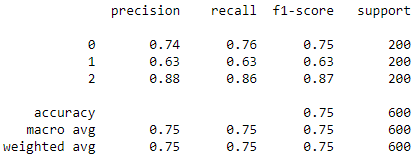 precision recall f1-score support
0 0.74 0.76 0.75 200
1 0.63 0.63 0.63 200
2 0.88 0.86 0.87 200
accuracy 0.75 600
macro avg 0.75 0.75 0.75 600
weighted avg 0.75 0.75 0.75 600